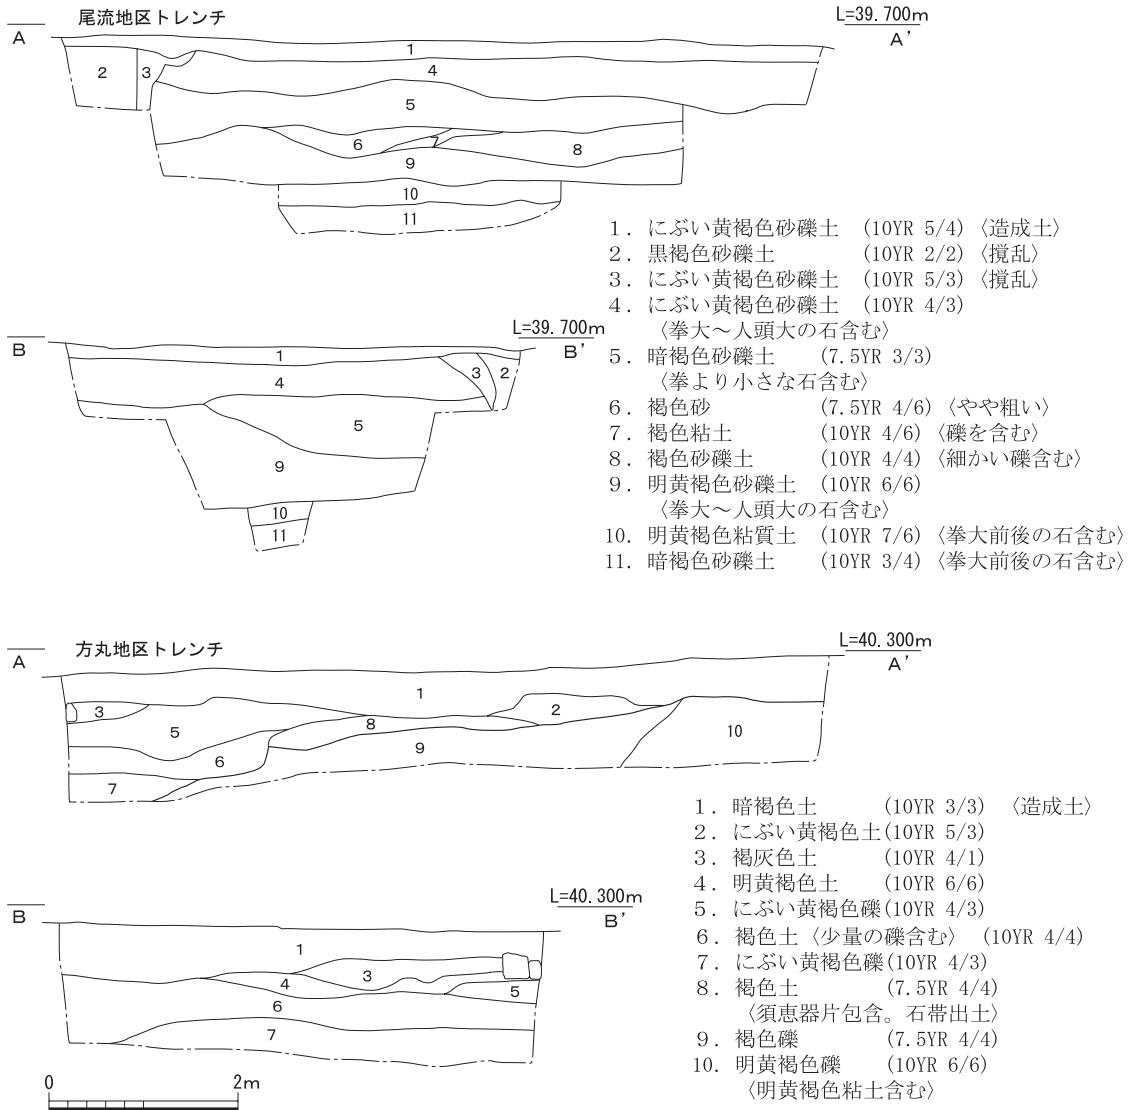 尾流地区トレンチ
L=39.700m
A
A'
1
2
3
4
5
6
7
8
9
10
11
1. にぶい黄褐色砂礫土 (10YR 5/4)〈造成土〉
2. 黒褐色砂礫土 (10YR 2/2)〈撹乱〉
3. にぶい黄褐色砂礫土 (10YR 5/3)〈撹乱〉
4. にぶい黄褐色砂礫土 (10YR 4/3)
〈拳大～人頭大の石含む〉
5. 暗褐色砂礫土 (7.5YR 3/3)
〈拳より小さな石含む〉
6. 褐色砂 (7.5YR 4/6)〈やや粗い〉
7. 褐色粘土 (10YR 4/6)〈礫を含む〉
8. 褐色砂礫土 (10YR 4/4)〈細かい礫含む〉
9. 明黄褐色砂礫土 (10YR 6/6)
〈拳大～人頭大の石含む〉
10. 明黄褐色粘質土 (10YR 7/6)〈拳大前後の石含む〉
11. 暗褐色砂礫土 (10YR 3/4)〈拳大前後の石含む〉
L=39.700m
B
B'
1
2
3
4
5
9
10
11
方丸地区トレンチ
L=40.300m
A
A'
1
2
3
5
6
7
8
9
10
1. 暗褐色土 (10YR 3/3) 〈造成土〉
2. にぶい黄褐色土(10YR 5/3)
3. 褐灰色土 (10YR 4/1)
4. 明黄褐色土 (10YR 6/6)
5. にぶい黄褐色礫(10YR 4/3)
6. 褐色土〈少量の礫含む〉 (10YR 4/4)
7. にぶい黄褐色礫(10YR 4/3)
8. 褐色土 (7.5YR 4/4)
〈須恵器片包含。石帯出土〉
9. 褐色礫 (7.5YR 4/4)
10. 明黄褐色礫 (10YR 6/6)
〈明黄褐色粘土含む〉
L=40.300m
B
B'
1
3
4
5
6
7
0 2m